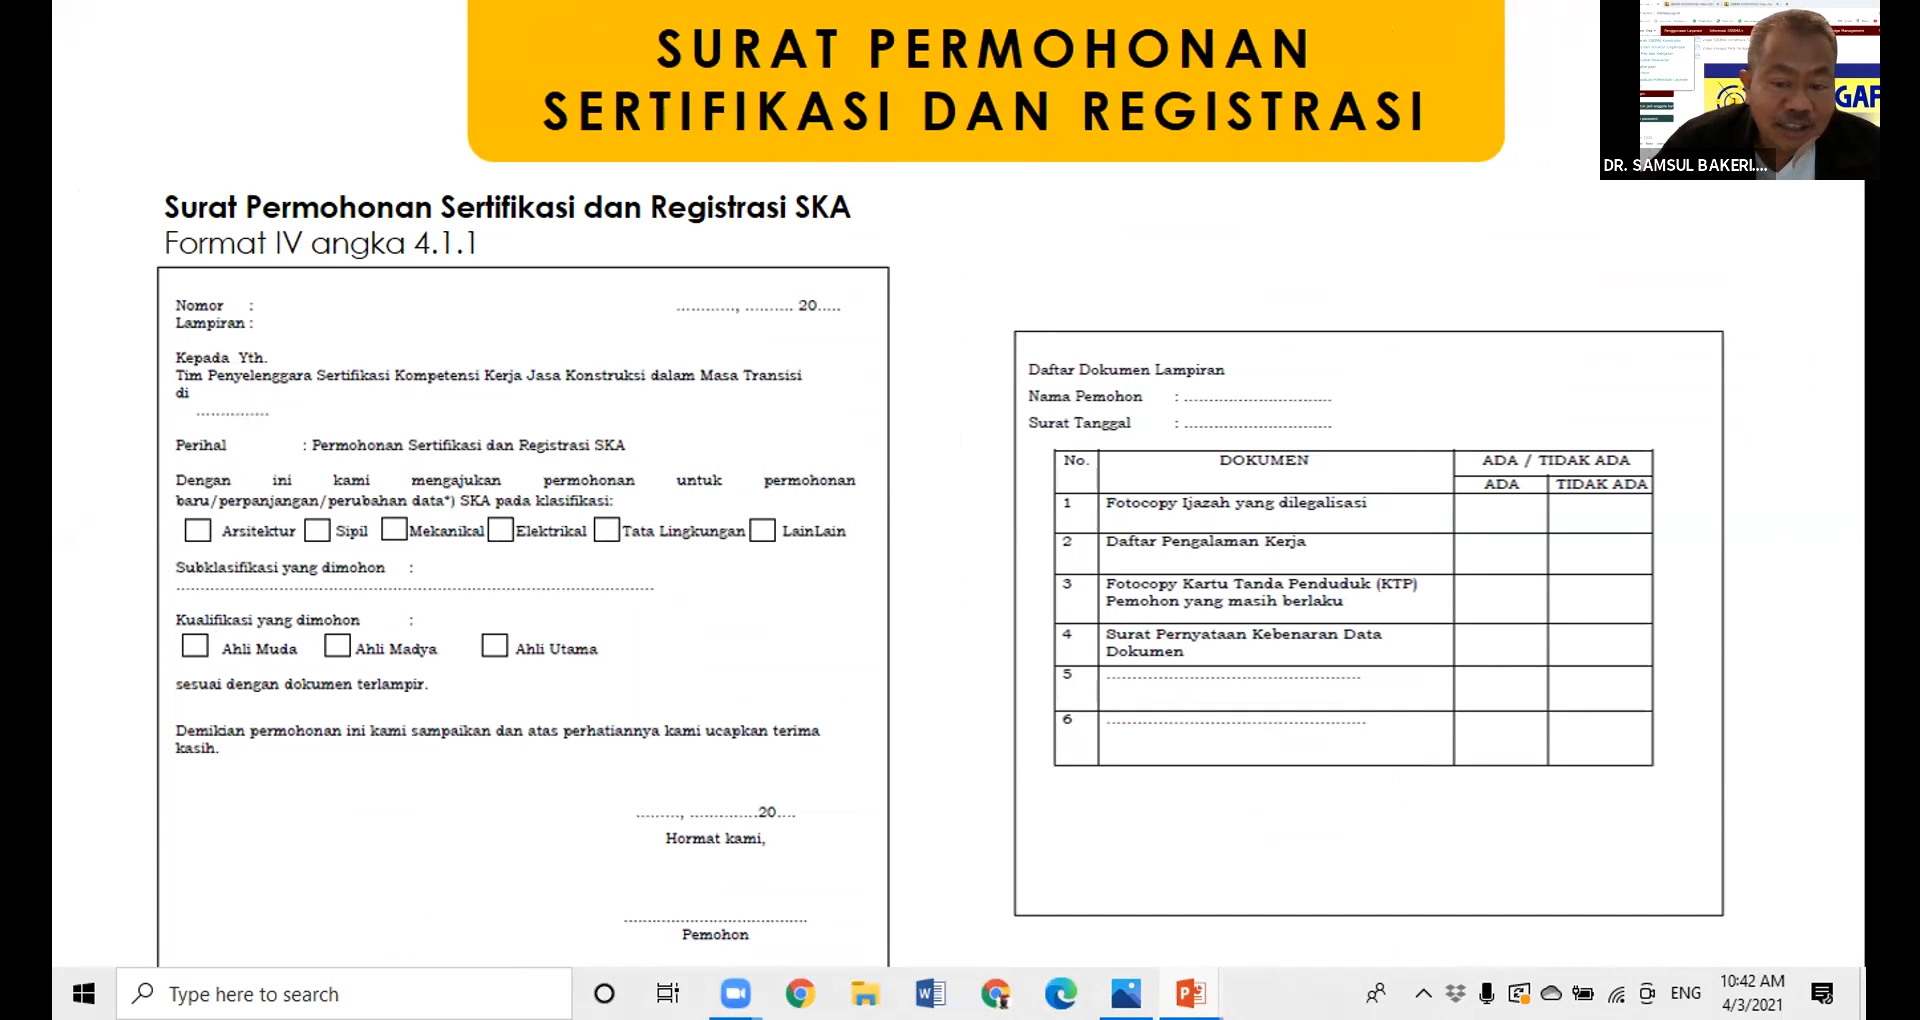 SURAT PERMOHONAN
SERTIFIKASI DAN REGISTRASI
GAF
DR. SAMSUL BAKERI....
Surat Permohonan Sertifikasi dan Registrasi SKA
Format IV angka 4.1.1
Nomor :
............, .......... 20.....
Lampiran :
Kepada Yth.
Tim Penyelenggara Sertifikasi Kompetensi Kerja Jasa Konstruksi dalam Masa Transisi
di
...............
Perihal : Permohonan Sertifikasi dan Registrasi SKA
Dengan ini kami mengajukan permohonan untuk permohonan
baru/perpanjangan/perubahan data*) SKA pada klasifikasi:
Arsitektur Sipil Mekanikal Elektrikal Tata Lingkungan LainLain
Subklasifikasi yang dimohon :
................................................................................................
Kualifikasi yang dimohon :
Ahli Muda Ahli Madya Ahli Utama
sesuai dengan dokumen terlampir.
Demikian permohonan ini kami sampaikan dan atas perhatiannya kami ucapkan terima
kasih.
........., ..............20....
Hormat kami,
.....................................
Pemohon
Daftar Dokumen Lampiran
Nama Pemohon : ..............................
Surat Tanggal : ..............................
No. DOKUMEN ADA / TIDAK ADA
ADA TIDAK ADA
1 Fotocopy Ijazah yang dilegalisasi
2 Daftar Pengalaman Kerja
3 Fotocopy Kartu Tanda Penduduk (KTP)
Pemohon yang masih berlaku
4 Surat Pernyataan Kebenaran Data
Dokumen
5 ....................................................
6 .....................................................
Type here to search
ENG
10:42 AM
4/3/2021